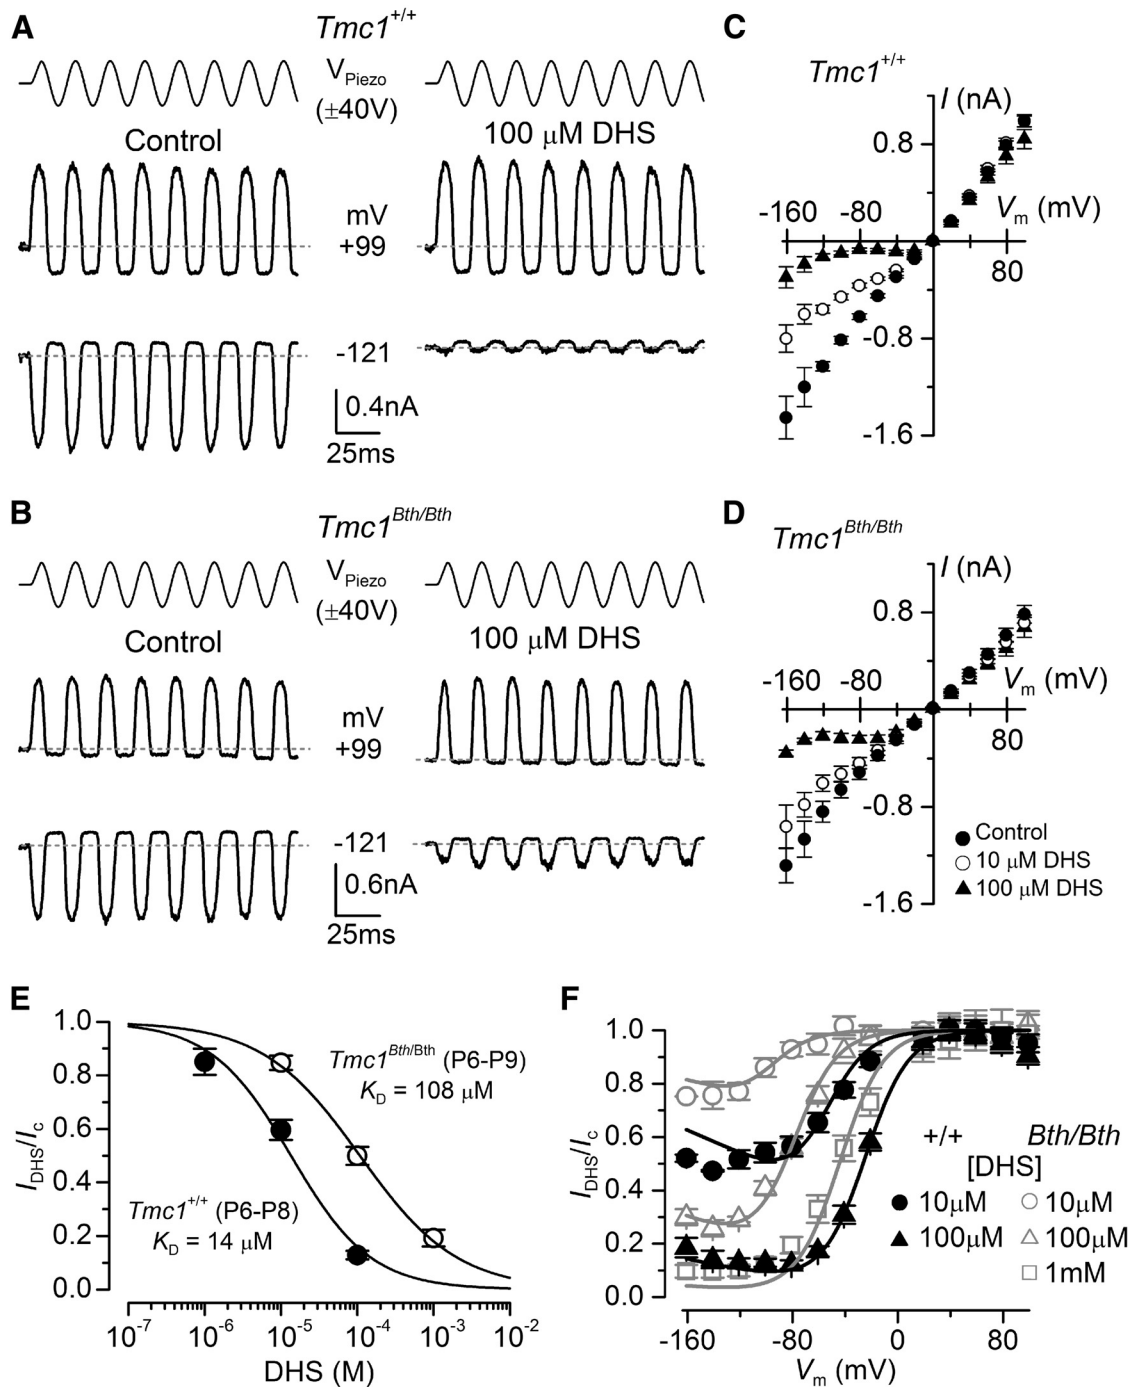 A
Tmc1+/+
VPiezo
(±40V)
Control
100 μM DHS
mV
+99
-121
0.4nA
25ms
B
Tmc1Bth/Bth
VPiezo
(±40V)
Control
100 μM DHS
mV
+99
-121
0.6nA
25ms
C
Tmc1+/+
I (nA)
0.8
-160
-80
Vm (mV)
80
-0.8
-1.6
D
Tmc1Bth/Bth
I (nA)
0.8
-160
-80
Vm (mV)
80
-0.8
Control
10 μM DHS
100 μM DHS
-1.6
E
1.0
0.8
0.6
0.4
0.2
0.0
IDHS/Ic
Tmc1Bth/Bth (P6-P9)
KD = 108 μM
Tmc1+/+ (P6-P8)
KD = 14 μM
10-7
10-6
10-5
10-4
10-3
10-2
DHS (M)
F
1.0
0.8
0.6
0.4
0.2
0.0
IDHS/Ic
+/+
Bth/Bth
[DHS]
10μM
10μM
100μM
100μM
1mM
-160
-80
0
80
Vm (mV)